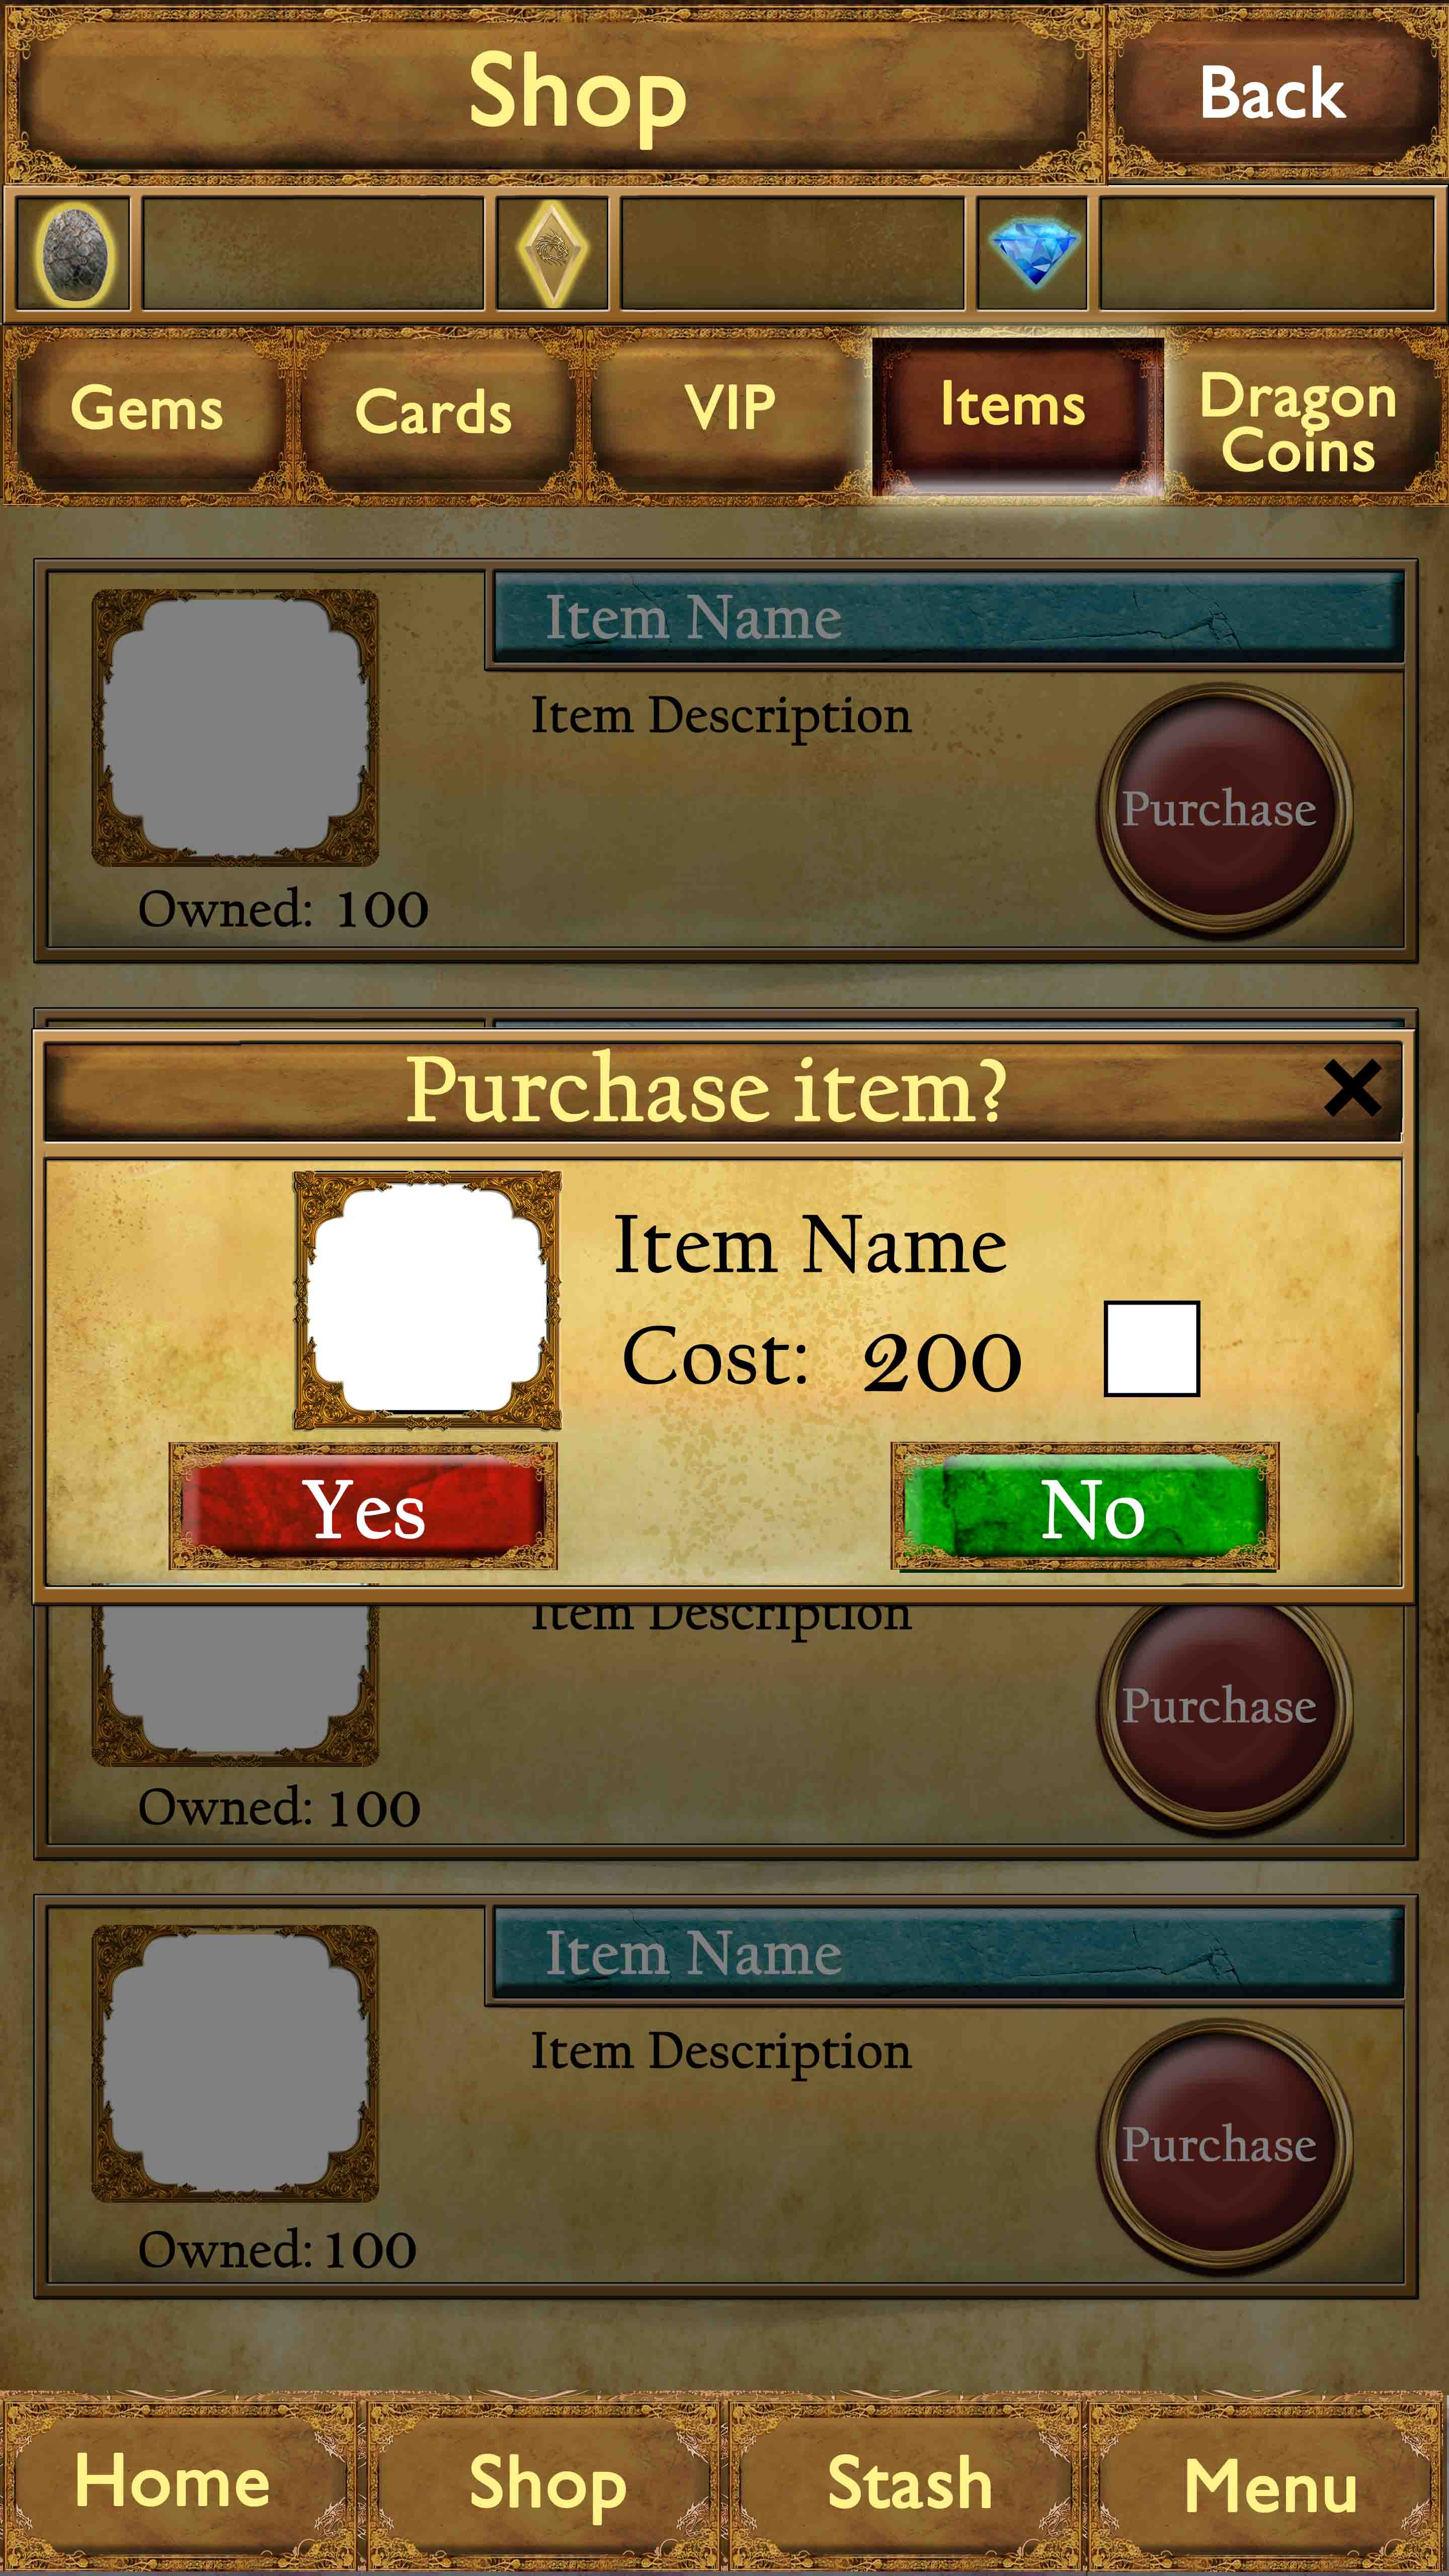 Shop
Back
Gems
Cards
VIP
Items
Dragon
Coins
Item Name
Item Description
Purchase
Owned: 100
Purchase item?
Item Name
Cost: 200
Yes
No
Item Description
Purchase
Owned: 100
Item Name
Item Description
Purchase
Owned: 100
Home
Shop
Stash
Menu